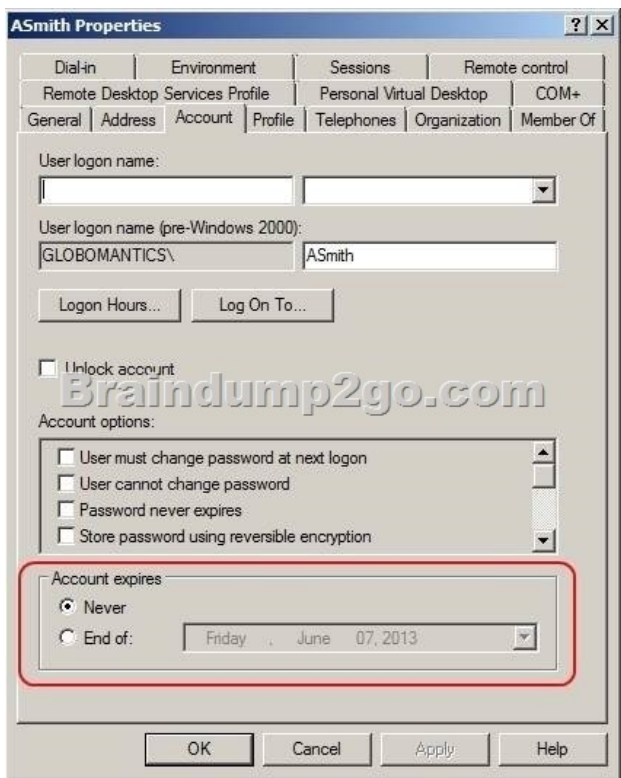 ASmith Properties
Dial-in Environment Sessions Remote control
Remote Desktop Services Profile Personal Virtual Desktop COM+
General Address Account Profile Telephones Organization Member Of
User logon name:
User logon name (pre-Windows 2000):
GLOBOMANTICS\ ASmith
Logon Hours... Log On To...
Unlock account
Braindump2go.com
Account options:
User must change password at next logon
User cannot change password
Password never expires
Store password using reversible encryption
Account expires
Never
End of: Friday , June 07, 2013
OK Cancel Apply Help